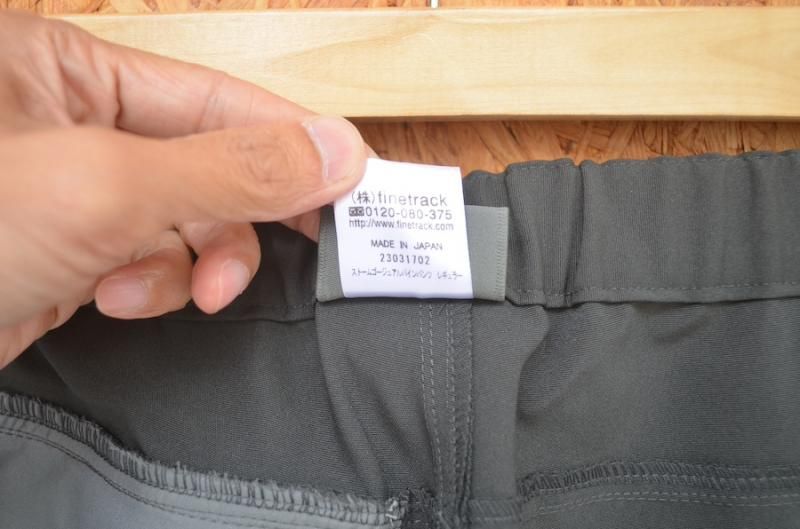 (株)finetrack
0120-080-375
http://www.finetrack.com
MADE IN JAPAN
23031702
ストームゴージュアルパインパンツ レギュラー